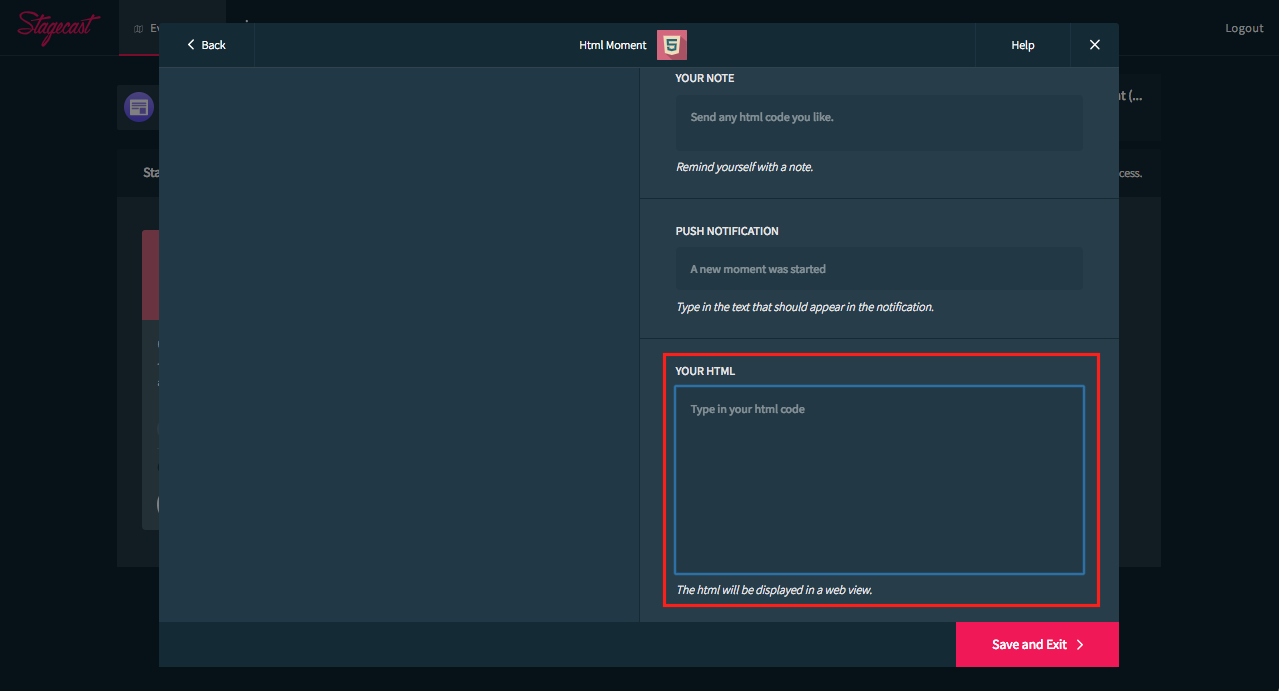 Stagecast
Ev
Logout
Back
Html Moment
5
Help
t (...
Sta
cess.
YOUR NOTE
Send any html code you like.
Remind yourself with a note.
PUSH NOTIFICATION
A new moment was started
Type in the text that should appear in the notification.
YOUR HTML
Type in your html code
The html will be displayed in a web view.
Save and Exit